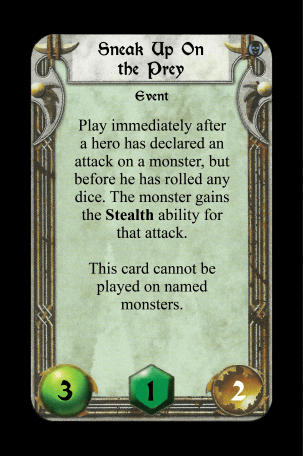 Sneak Up On
the Prey
Event
Play immediately after
a hero has declared an
attack on a monster, but
before he has rolled any
dice. The monster gains
the Stealth ability for
that attack.
This card cannot be
played on named
monsters.
3 1 2